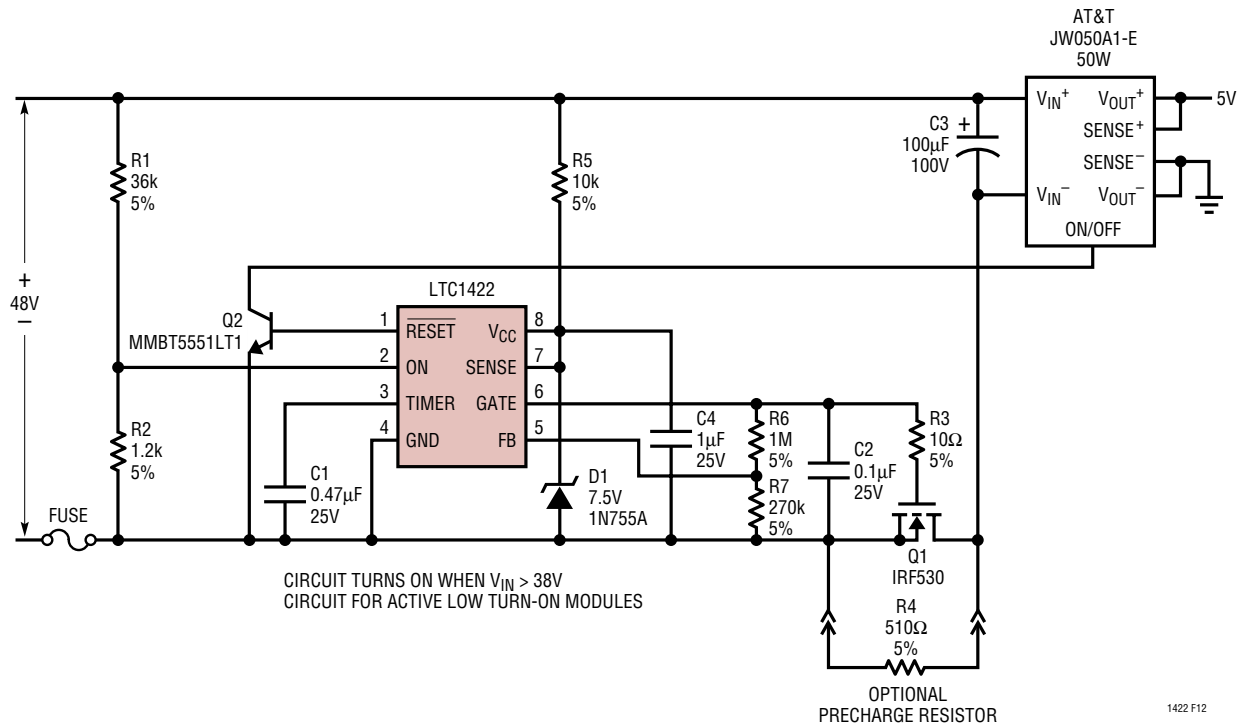 AT&T
JW050A1-E
50W
VIN+
VOUT+
5V
SENSE+
SENSE−
VIN−
VOUT−
ON/OFF
C3
+
100µF
100V
R1
36k
5%
R5
10k
5%
+
48V
−
LTC1422
Q2
MMBT5551LT1
1
RESET
VCC
8
2
ON
SENSE
7
3
TIMER
GATE
6
4
GND
FB
5
R2
1.2k
5%
C1
0.47µF
25V
D1
7.5V
1N755A
C4
1µF
25V
R6
1M
5%
R7
270k
5%
C2
0.1µF
25V
R3
10Ω
5%
Q1
IRF530
FUSE
CIRCUIT TURNS ON WHEN VIN > 38V
CIRCUIT FOR ACTIVE LOW TURN-ON MODULES
R4
510Ω
5%
OPTIONAL
PRECHARGE RESISTOR
1422 F12